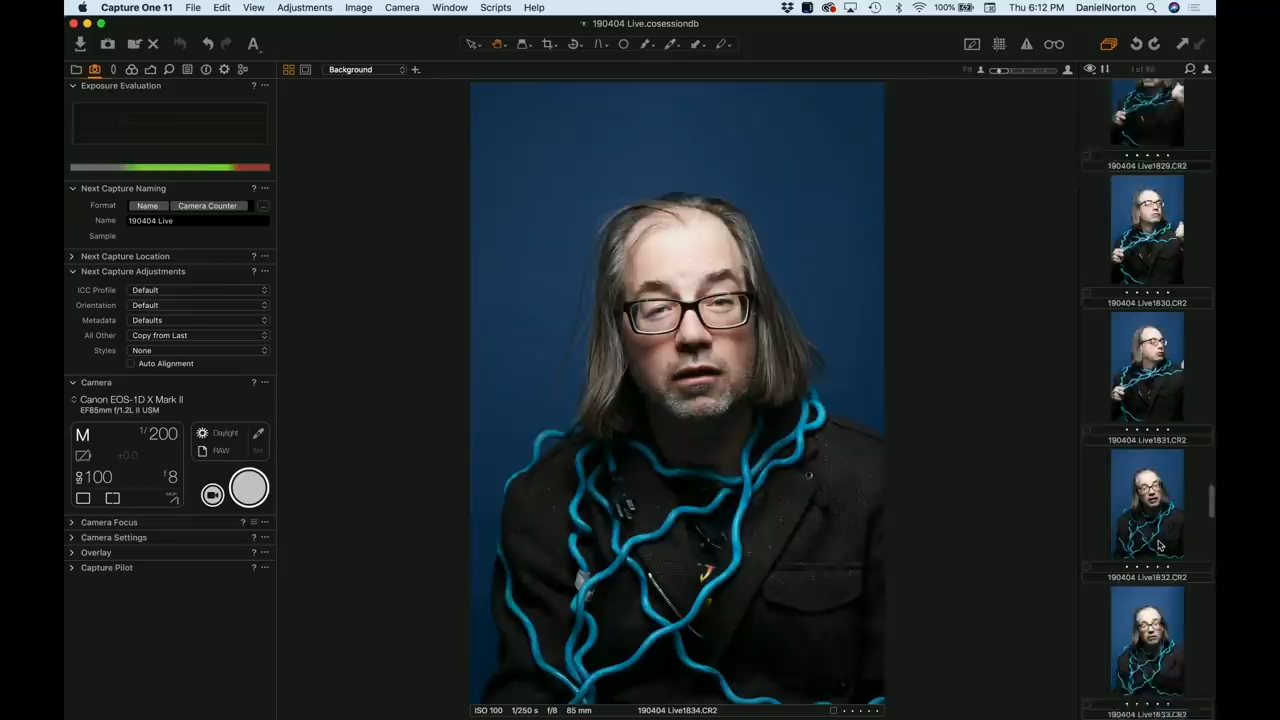 Capture One 11 File Edit View Adjustments Image Camera Window Scripts Help 100% Thu 6:12 PM DanielNorton
190404 Live.cosessiondb
Background
Fit
Exposure Evaluation
Next Capture Naming
Format Name Camera Counter
Name 190404 Live
Sample
Next Capture Location
Next Capture Adjustments
ICC Profile Default
Orientation Default
Metadata Defaults
All Other Copy from Last
Styles None
Auto Alignment
Camera
Canon EOS-1D X Mark II
EF85mm f/1.2L II USM
M 1/200 Daylight
±0.0 RAW Set
ISO 100 f8
Camera Focus
Camera Settings
Overlay
Capture Pilot
ISO 100 1/250 s f/8 85 mm 190404 Live1834.CR2
190404 Live1829.CR2
190404 Live1830.CR2
190404 Live1831.CR2
190404 Live1832.CR2
190404 Live1833.CR2